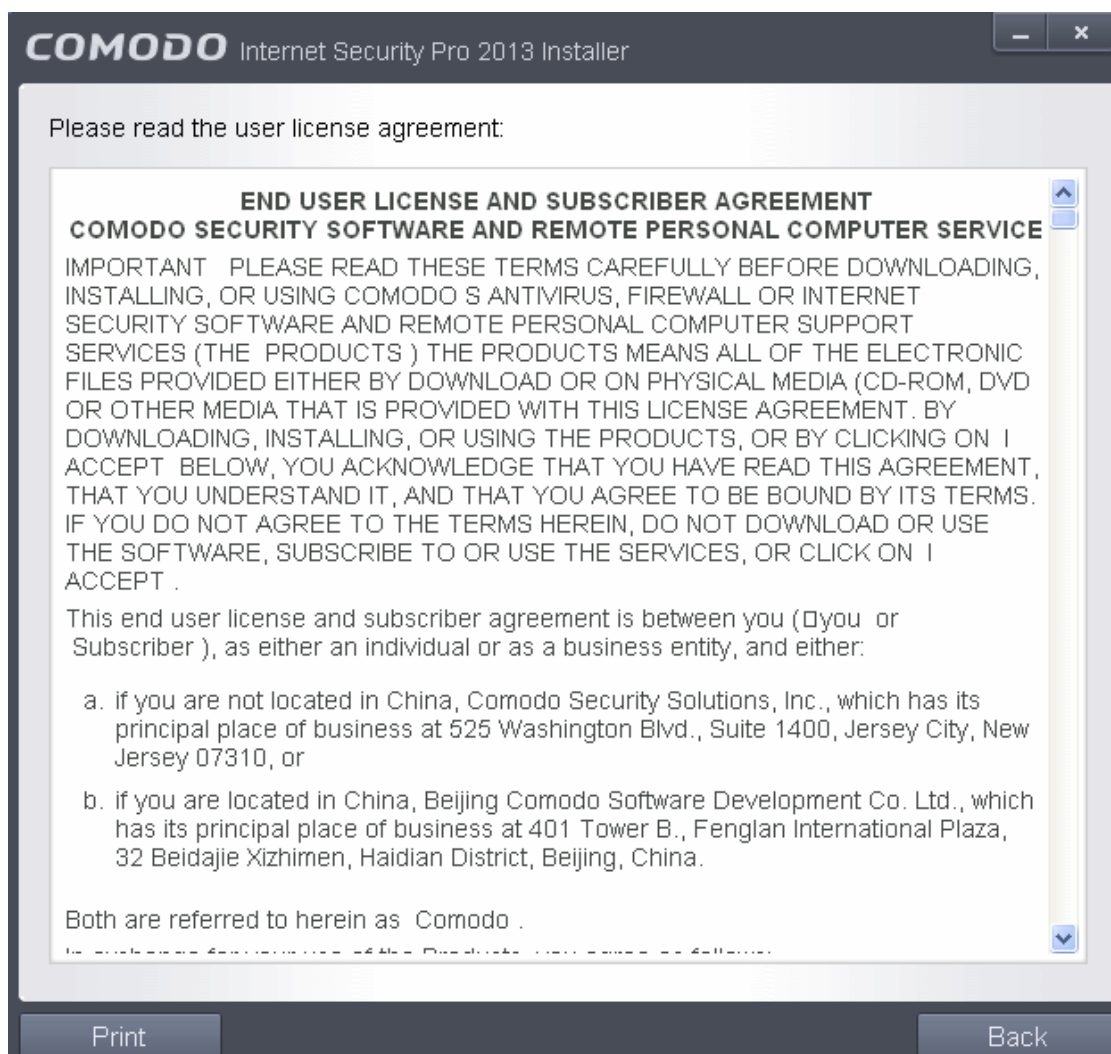 COMODO Internet Security Pro 2013 Installer
Please read the user license agreement:
END USER LICENSE AND SUBSCRIBER AGREEMENT
COMODO SECURITY SOFTWARE AND REMOTE PERSONAL COMPUTER SERVICE
IMPORTANT PLEASE READ THESE TERMS CAREFULLY BEFORE DOWNLOADING,
INSTALLING, OR USING COMODO S ANTIVIRUS, FIREWALL OR INTERNET
SECURITY SOFTWARE AND REMOTE PERSONAL COMPUTER SUPPORT
SERVICES (THE PRODUCTS ) THE PRODUCTS MEANS ALL OF THE ELECTRONIC
FILES PROVIDED EITHER BY DOWNLOAD OR ON PHYSICAL MEDIA (CD-ROM, DVD
OR OTHER MEDIA THAT IS PROVIDED WITH THIS LICENSE AGREEMENT. BY
DOWNLOADING, INSTALLING, OR USING THE PRODUCTS, OR BY CLICKING ON I
ACCEPT BELOW, YOU ACKNOWLEDGE THAT YOU HAVE READ THIS AGREEMENT,
THAT YOU UNDERSTAND IT, AND THAT YOU AGREE TO BE BOUND BY ITS TERMS.
IF YOU DO NOT AGREE TO THE TERMS HEREIN, DO NOT DOWNLOAD OR USE
THE SOFTWARE, SUBSCRIBE TO OR USE THE SERVICES, OR CLICK ON I
ACCEPT .
This end user license and subscriber agreement is between you (□you or
Subscriber ), as either an individual or as a business entity, and either:
a. if you are not located in China, Comodo Security Solutions, Inc., which has its
principal place of business at 525 Washington Blvd., Suite 1400, Jersey City, New
Jersey 07310, or
b. if you are located in China, Beijing Comodo Software Development Co. Ltd., which
has its principal place of business at 401 Tower B., Fenglan International Plaza,
32 Beidajie Xizhimen, Haidian District, Beijing, China.
Both are referred to herein as Comodo .
In exchange for your use of the Products, you agree as follows:
Print
Back